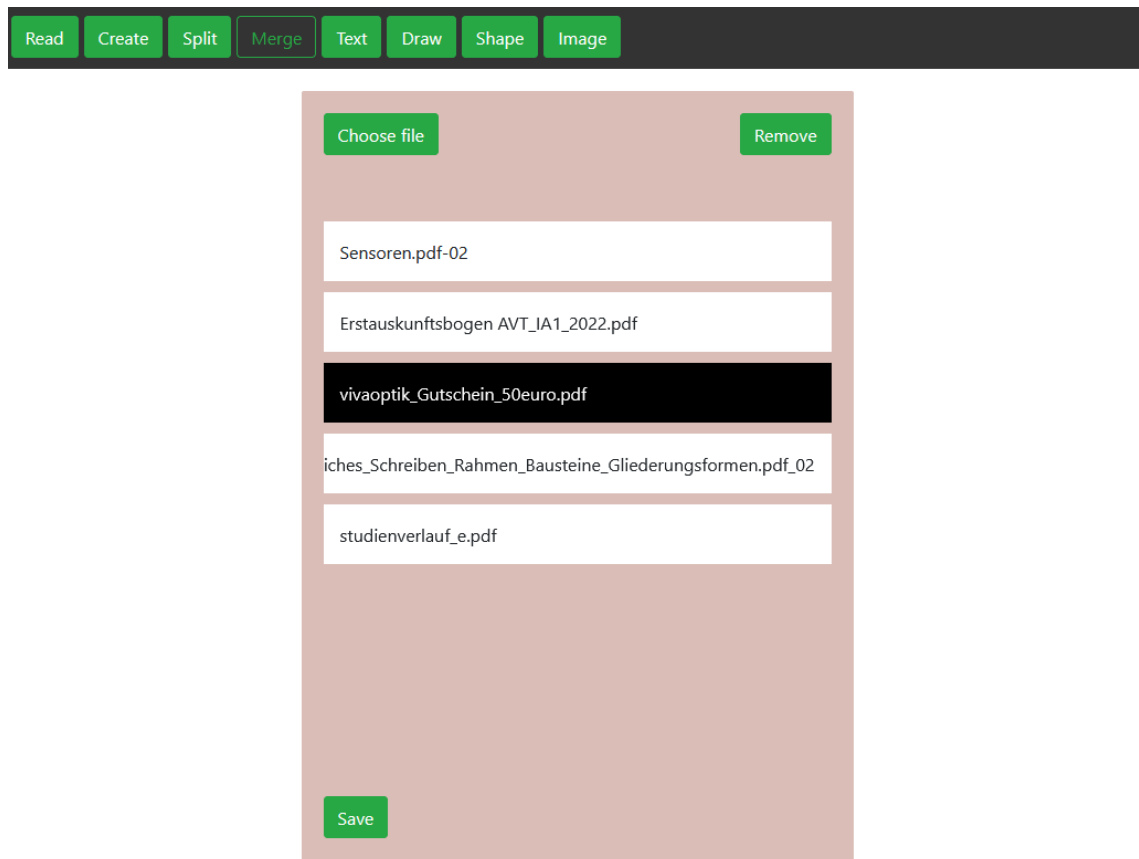 Read Create Split Merge Text Draw Shape Image
Choose file Remove
Sensoren.pdf-02
Erstauskunftsbogen AVT_IA1_2022.pdf
vivaoptik_Gutschein_50euro.pdf
iches_Schreiben_Rahmen_Bausteine_Gliederungsformen.pdf_02
studienverlauf_e.pdf
Save